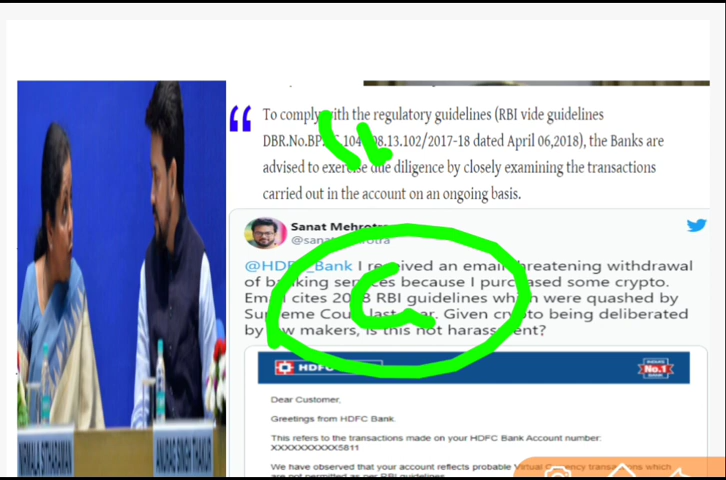 “ To comply with the regulatory guidelines (RBI vide guidelines
DBR.No.BP. 104 08.13.102/2017-18 dated April 06,2018), the Banks are
advised to exercise due diligence by closely examining the transactions
carried out in the account on an ongoing basis.
Sanat Mehrotra
@HDFC_Bank I received an email threatening withdrawal
of banking services because I purchased some crypto.
Email cites 2018 RBI guidelines which were quashed by
Supreme Court last year. Given crypto being deliberated
by law makers, is this not harassment?
HDFC
No.1
Dear Customer,
Greetings from HDFC Bank.
This refers to the transactions made on your HDFC Bank Account number:
XXXXXXXXXX5811
We have observed that your account reflects probable Virtual Currency transactions which
are not permitted as per RBI guidelines
NIRMALA SITHARAMAN
ANURAG SINGH THAKUR